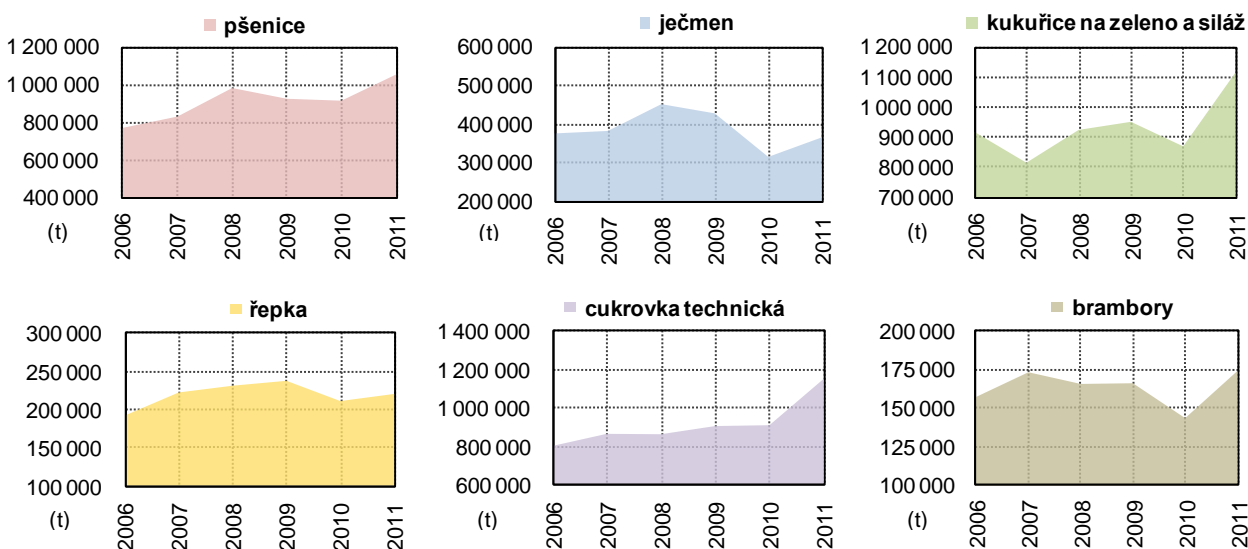 pšenice
1 200 000
1 000 000
800 000
600 000
400 000
(t)
2006
2007
2008
2009
2010
2011
ječmen
600 000
500 000
400 000
300 000
200 000
(t)
2006
2007
2008
2009
2010
2011
kukuřice na zeleno a siláž
1 200 000
1 100 000
1 000 000
900 000
800 000
700 000
(t)
2006
2007
2008
2009
2010
2011
řepka
300 000
250 000
200 000
150 000
100 000
(t)
2006
2007
2008
2009
2010
2011
cukrovka technická
1 400 000
1 200 000
1 000 000
800 000
600 000
(t)
2006
2007
2008
2009
2010
2011
brambory
200 000
175 000
150 000
125 000
100 000
(t)
2006
2007
2008
2009
2010
2011